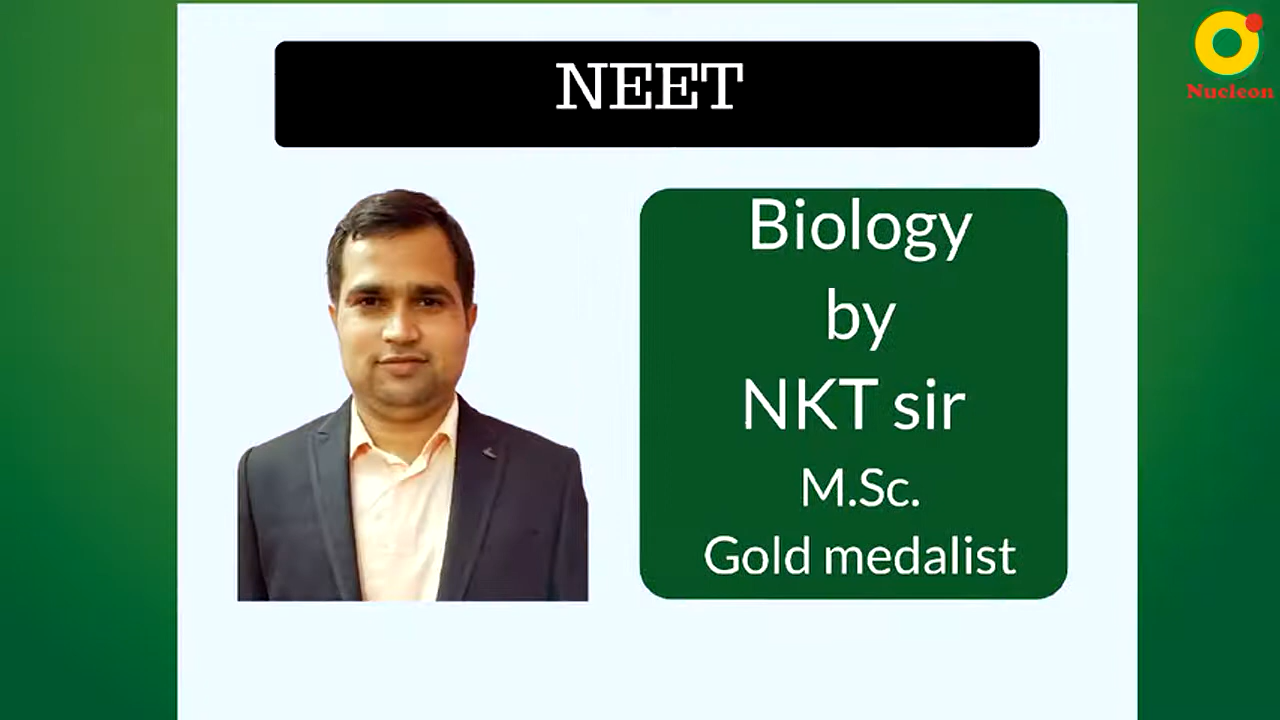 NEET
Nucleon
Biology
by
NKT sir
M.Sc.
Gold medalist